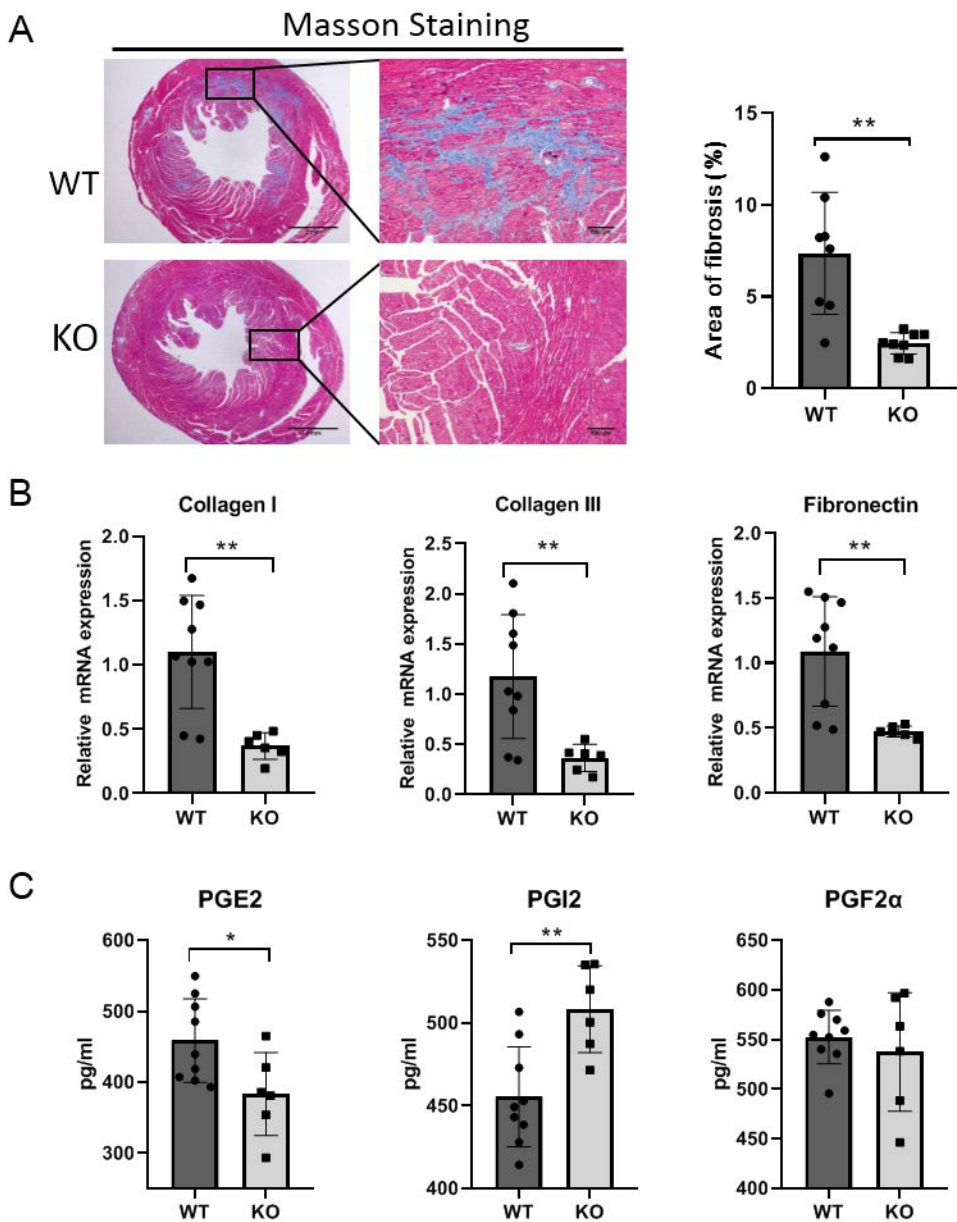 A
Masson Staining
WT
KO
Area of fibrosis (%)
15
10
5
0
**
WT
KO
B
Collagen I
Relative mRNA expression
2.0
1.5
1.0
0.5
0.0
**
WT
KO
Collagen III
Relative mRNA expression
2.5
2.0
1.5
1.0
0.5
0.0
**
WT
KO
Fibronectin
Relative mRNA expression
2.0
1.5
1.0
0.5
0.0
**
WT
KO
C
PGE2
pg/ml
600
500
400
300
*
WT
KO
PGI2
pg/ml
550
500
450
400
**
WT
KO
PGF2α
pg/ml
650
600
550
500
450
400
WT
KO